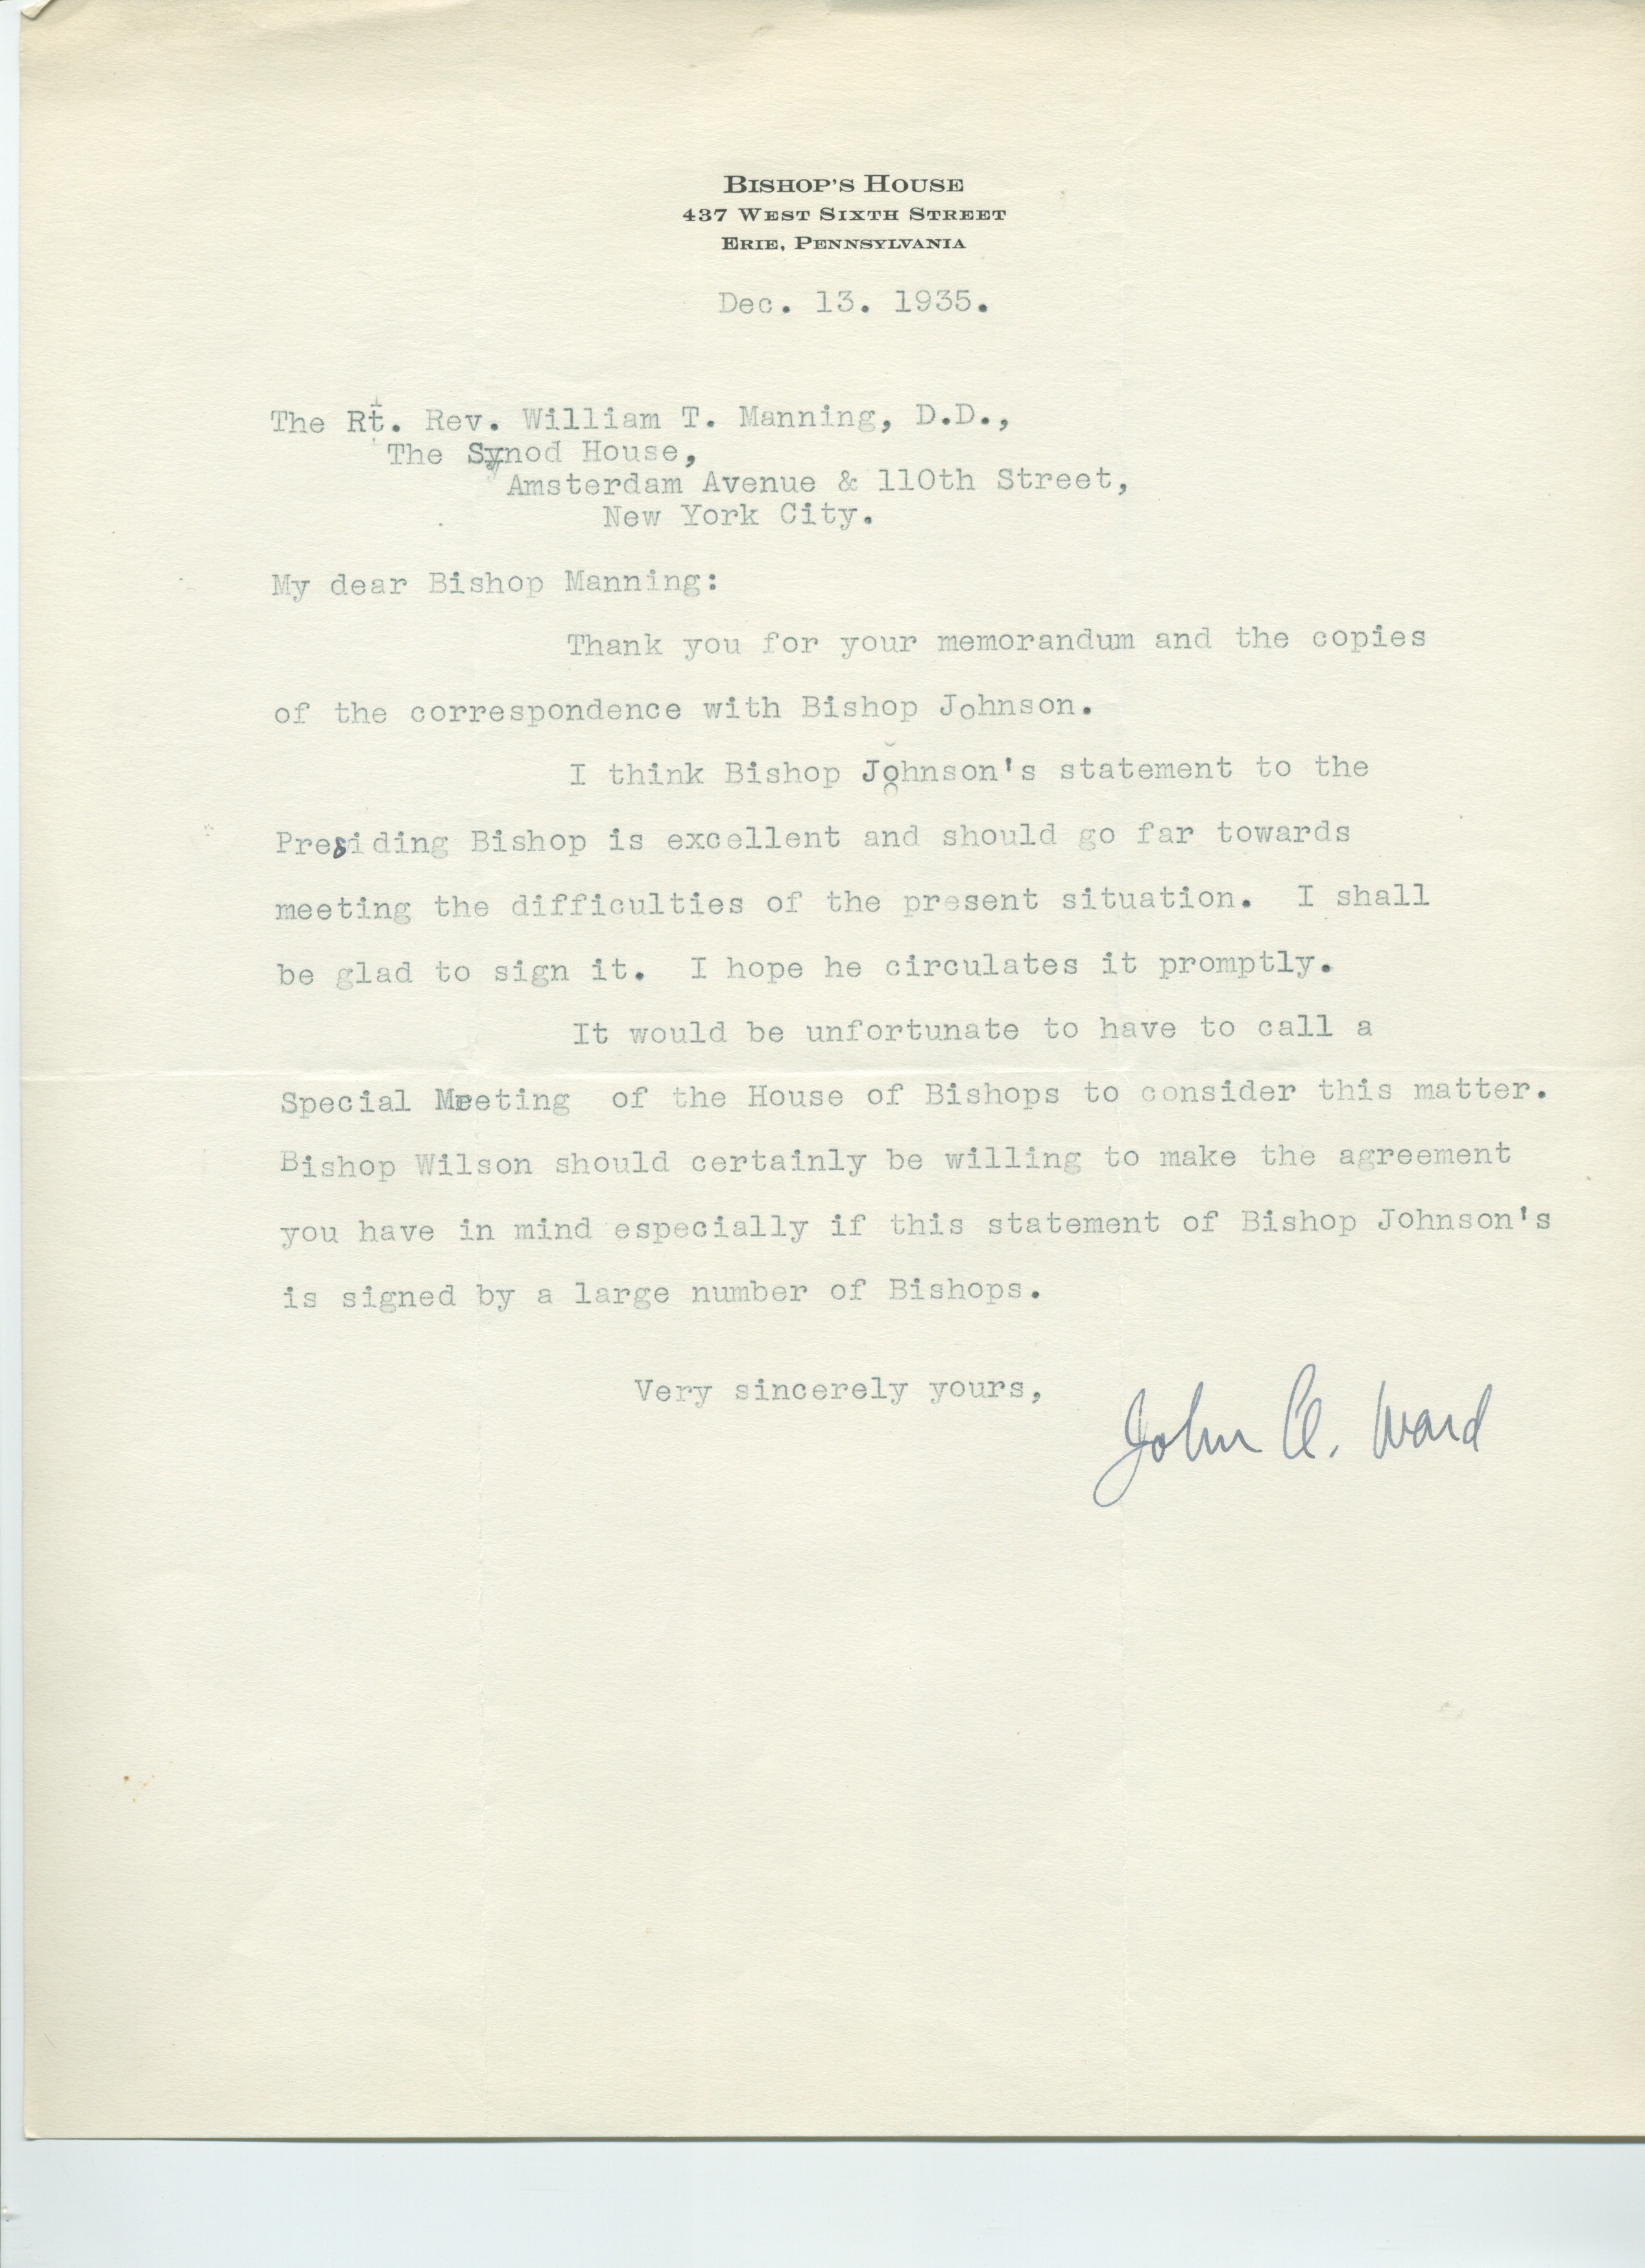 BISHOP'S HOUSE
437 WEST SIXTH STREET
ERIE, PENNSYLVANIA
Dec. 13. 1935.
The Rt. Rev. William T. Manning, D.D.,
The Synod House,
Amsterdam Avenue & 110th Street,
New York City.
My dear Bishop Manning:
Thank you for your memorandum and the copies
of the correspondence with Bishop Johnson.
I think Bishop Johnson's statement to the
Presiding Bishop is excellent and should go far towards
meeting the difficulties of the present situation. I shall
be glad to sign it. I hope he circulates it promptly.
It would be unfortunate to have to call a
Special Meeting of the House of Bishops to consider this matter.
Bishop Wilson should certainly be willing to make the agreement
you have in mind especially if this statement of Bishop Johnson's
is signed by a large number of Bishops.
Very sincerely yours,
John C. Ward